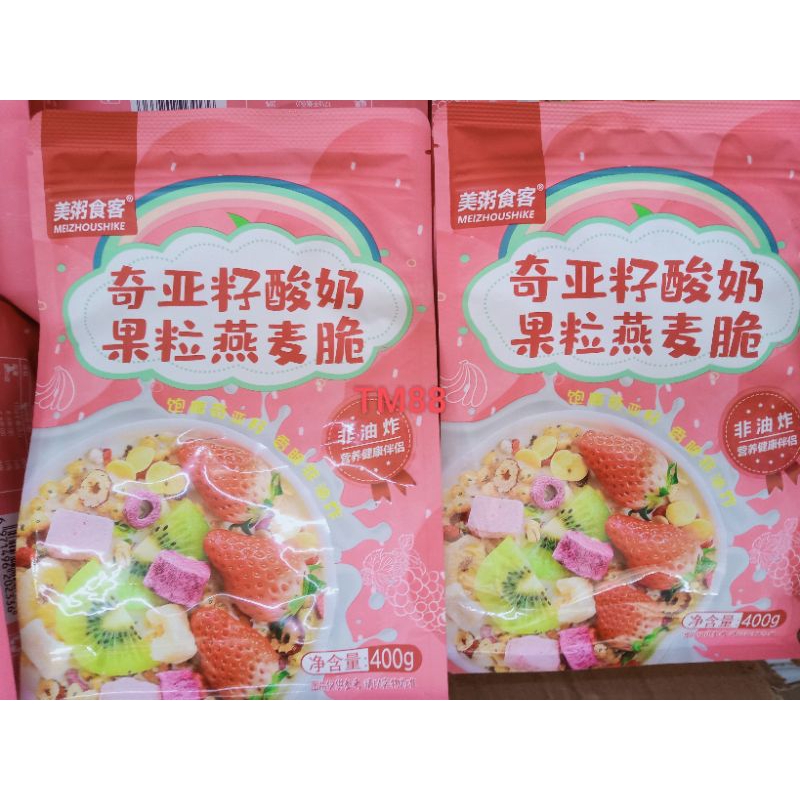 美粥食客®
MEIZHOUSHIKE
奇亚籽酸奶
果粒燕麦脆
非油炸
营养健康伴侣
净含量:400g
美粥食客®
MEIZHOUSHIKE
奇亚籽酸奶
果粒燕麦脆
非油炸
营养健康伴侣
净含量:400g
TM88